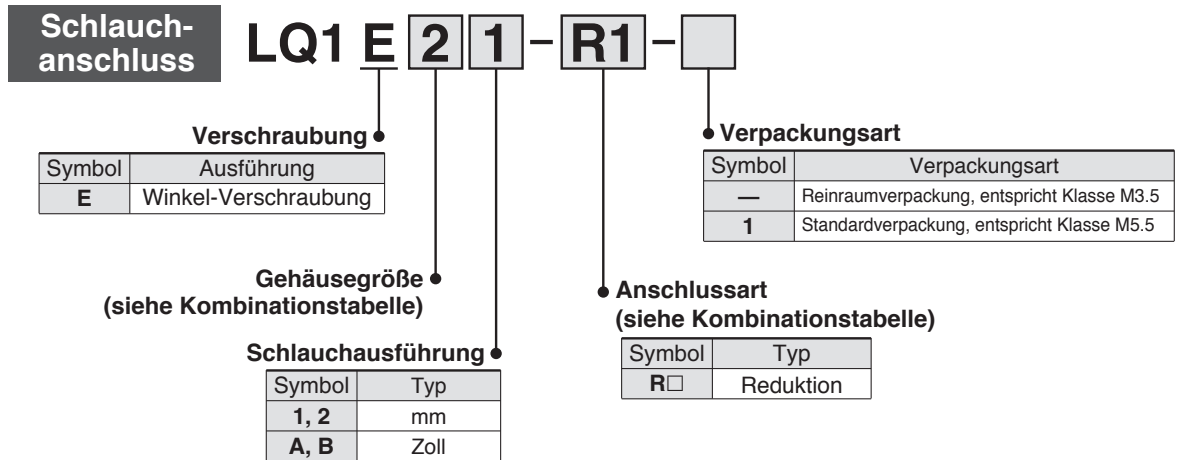 Schlauch-
anschluss
LQ1 E 2 1 - R1 - □
Verschraubung
Symbol Ausführung
E Winkel-Verschraubung
Verpackungsart
Symbol Verpackungsart
— Reinraumverpackung, entspricht Klasse M3.5
1 Standardverpackung, entspricht Klasse M5.5
Gehäusegröße
(siehe Kombinationstabelle)
Anschlussart
(siehe Kombinationstabelle)
Symbol Typ
R□ Reduktion
Schlauchausführung
Symbol Typ
1, 2 mm
A, B Zoll